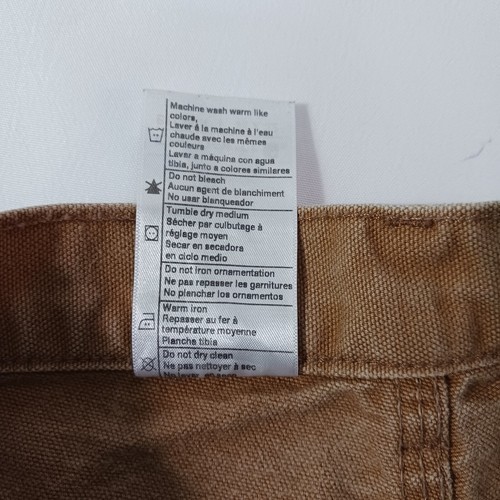 Machine wash warm like
colors,
Laver à la machine à l'eau
chaude avec les mêmes
couleurs
Lavar a máquina con agua
tibia, junto a colores similares
Do not bleach
Aucun agent de blanchiment
No usar blanqueador
Tumble dry medium
Sécher par culbutage à
réglage moyen
Secar en secadora
en ciclo medio
Do not iron ornamentation
Ne pas repasser les garnitures
No planchar los ornamentos
Warm iron
Repasser au fer à
température moyenne
Plancha tibia
Do not dry clean
Ne pas nettoyer à sec